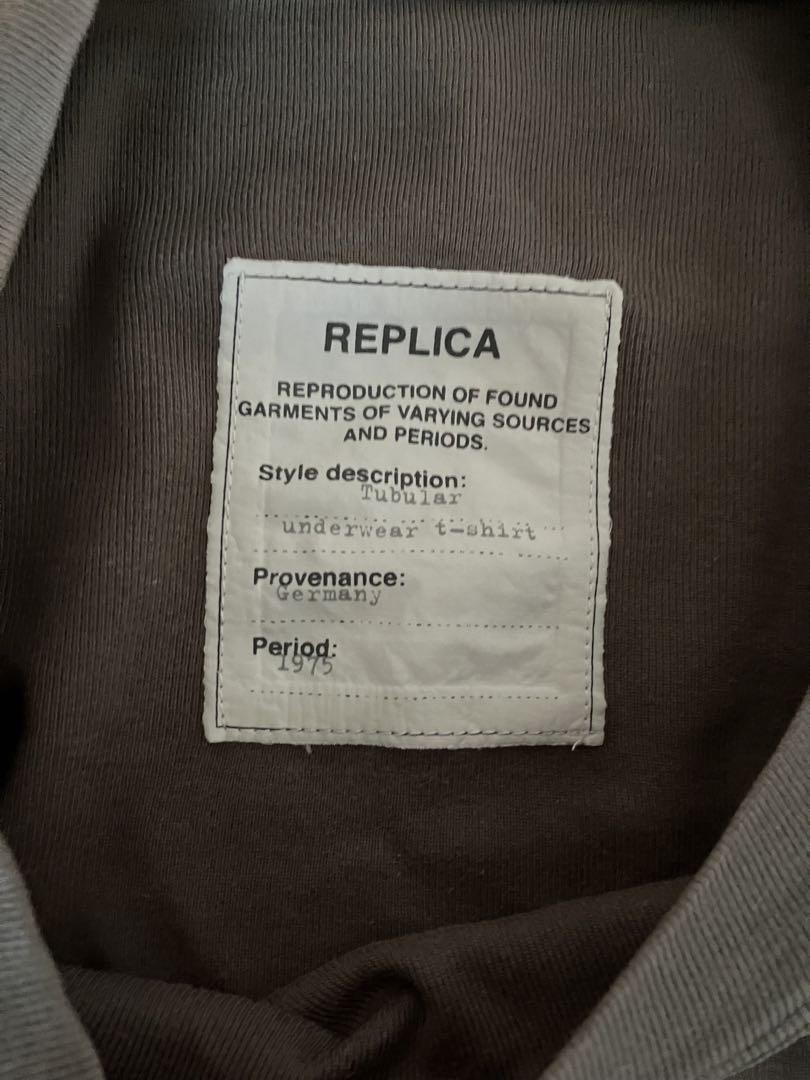 REPLICA
REPRODUCTION OF FOUND
GARMENTS OF VARYING SOURCES
AND PERIODS.
Style description:
Tubular
underwear t-shirt
Provenance:
Germany
Period:
1975